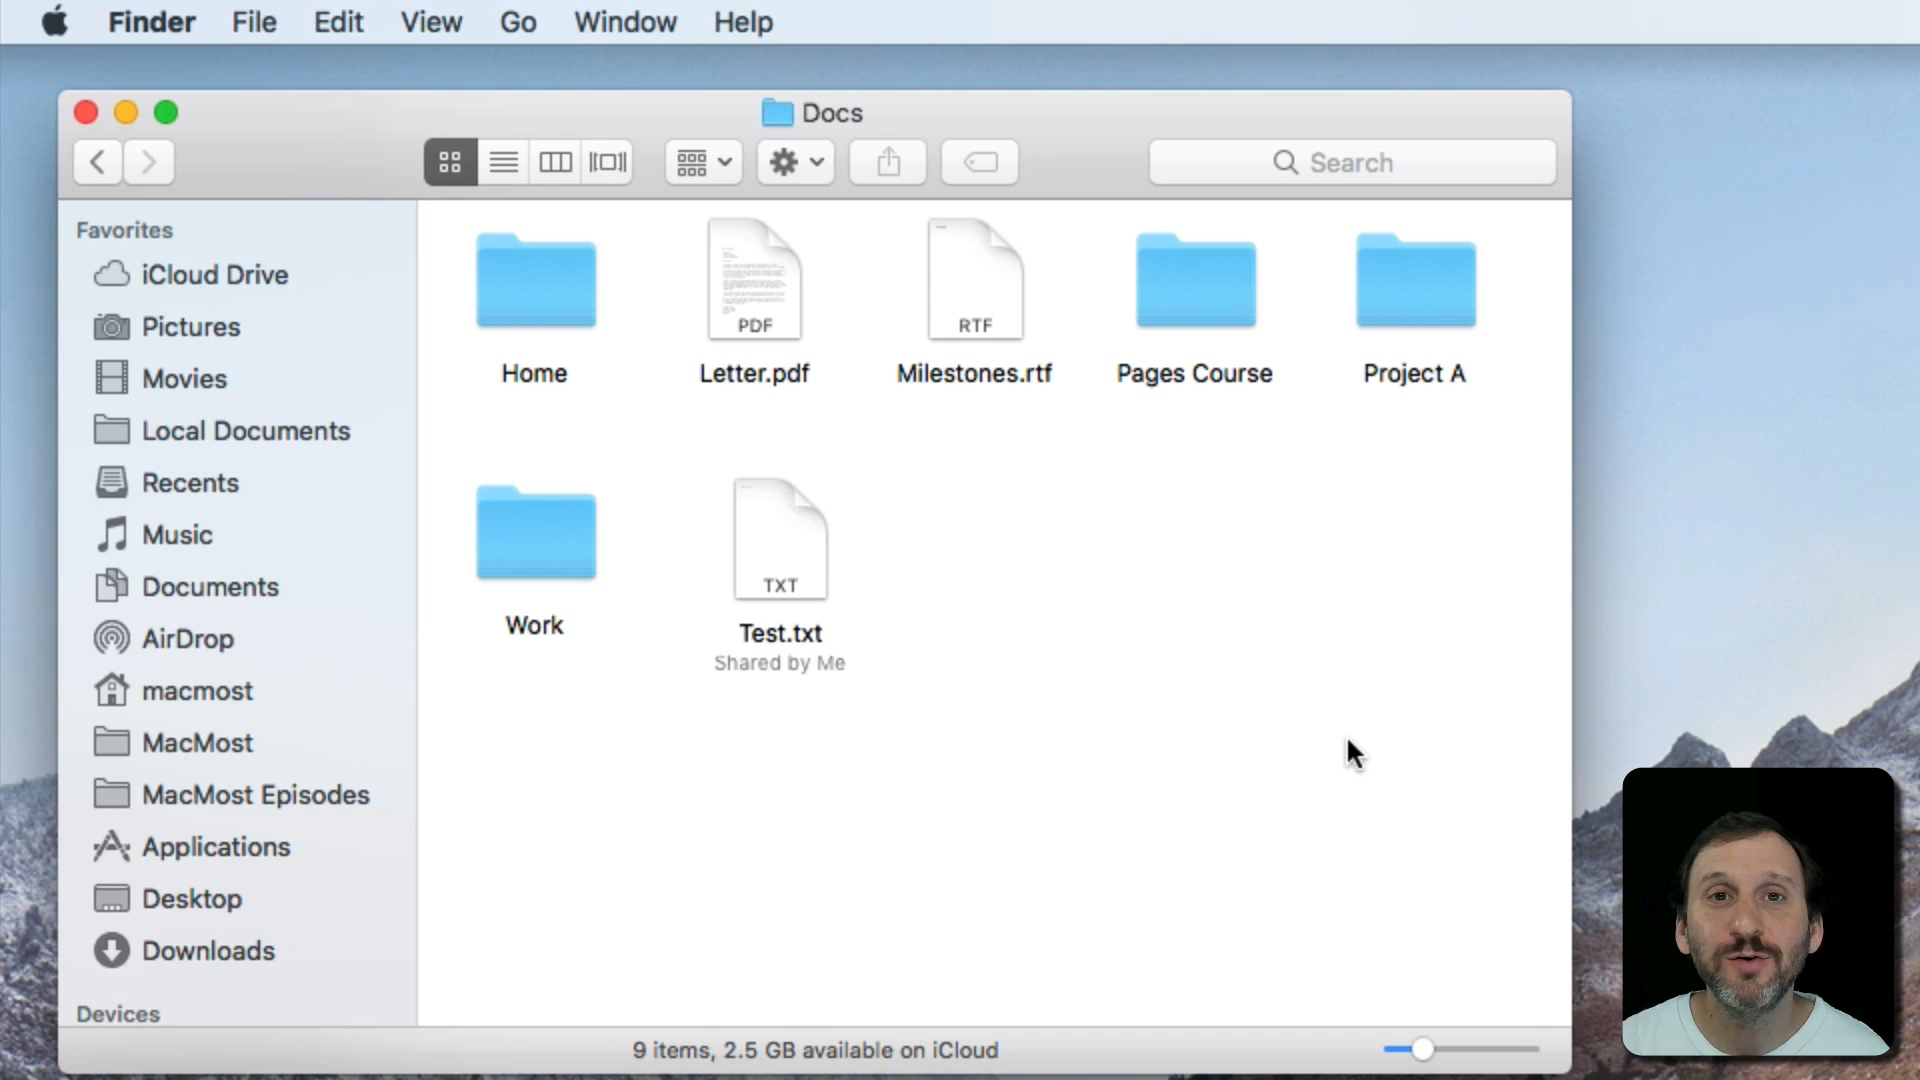 Finder File Edit View Go Window Help
Docs
Search
Favorites
iCloud Drive
Pictures
Movies
Local Documents
Recents
Music
Documents
AirDrop
macmost
MacMost
MacMost Episodes
Applications
Desktop
Downloads
Devices
PDF
RTF
Home
Letter.pdf
Milestones.rtf
Pages Course
Project A
TXT
Work
Test.txt
Shared by Me
9 items, 2.5 GB available on iCloud